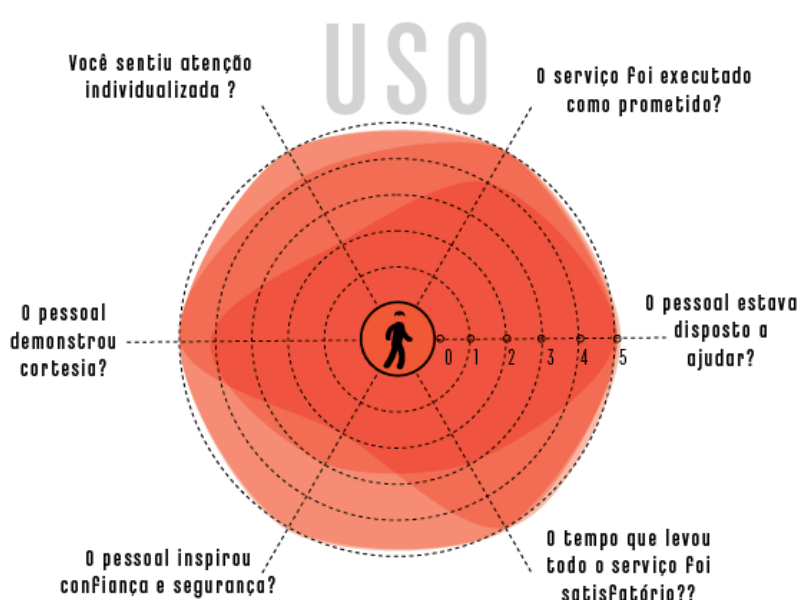 USO
Você sentiu atenção
individualizada ?
O serviço foi executado
como prometido?
O pessoal
demonstrou
cortesia?
O pessoal estava
disposto a
ajudar?
0 1 2 3 4 5
O pessoal inspirou
confiança e segurança?
O tempo que levou
todo o serviço foi
satisfatório??